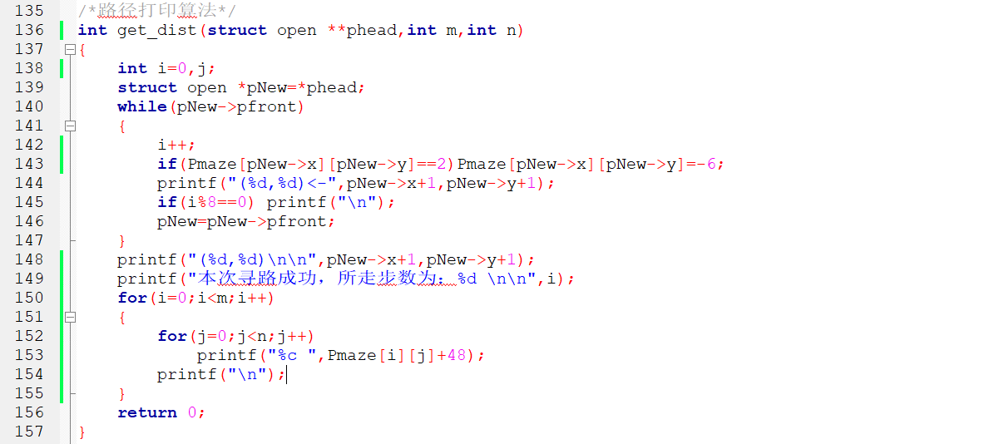 135 /*路径打印算法*/
136 int get_dist(struct open **phead,int m,int n)
137 {
138     int i=0,j;
139     struct open *pNew=*phead;
140     while(pNew->pfront)
141     {
142         i++;
143         if(Pmaze[pNew->x][pNew->y]==2)Pmaze[pNew->x][pNew->y]=-6;
144         printf("(%d,%d)<-",pNew->x+1,pNew->y+1);
145         if(i%8==0) printf("\n");
146         pNew=pNew->pfront;
147     }
148     printf("(%d,%d)\n\n",pNew->x+1,pNew->y+1);
149     printf("本次寻路成功，所走步数为：%d \n\n",i);
150     for(i=0;i<m;i++)
151     {
152         for(j=0;j<n;j++)
153             printf("%c ",Pmaze[i][j]+48);
154         printf("\n");
155     }
156     return 0;
157 }